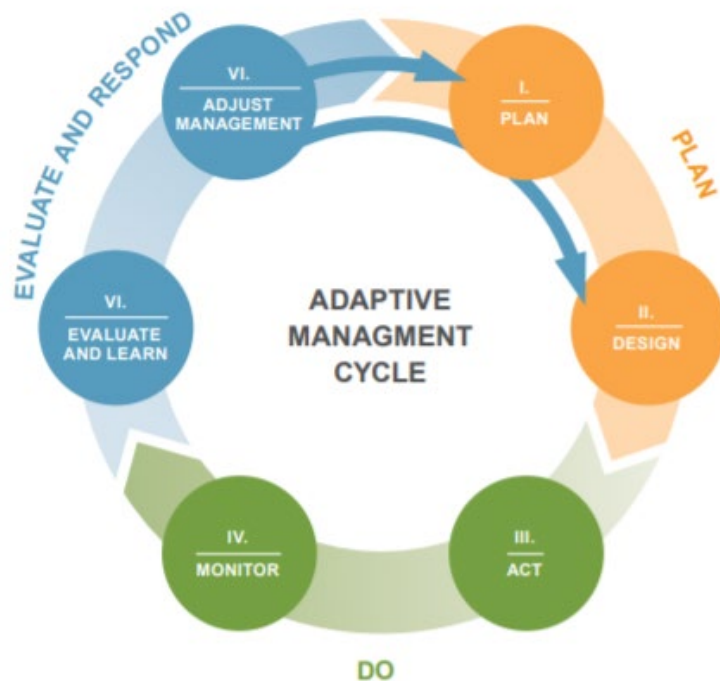 EVALUATE AND RESPOND
VI.
ADJUST
MANAGEMENT
I.
PLAN
PLAN
VI.
EVALUATE
AND LEARN
ADAPTIVE
MANAGMENT
CYCLE
II.
DESIGN
IV.
MONITOR
III.
ACT
DO